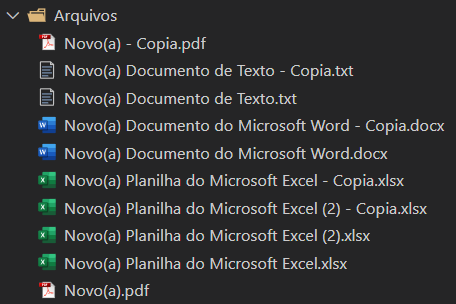 Arquivos
Novo(a) - Copia.pdf
Novo(a) Documento de Texto - Copia.txt
Novo(a) Documento de Texto.txt
Novo(a) Documento do Microsoft Word - Copia.docx
Novo(a) Documento do Microsoft Word.docx
Novo(a) Planilha do Microsoft Excel - Copia.xlsx
Novo(a) Planilha do Microsoft Excel (2) - Copia.xlsx
Novo(a) Planilha do Microsoft Excel (2).xlsx
Novo(a) Planilha do Microsoft Excel.xlsx
Novo(a).pdf